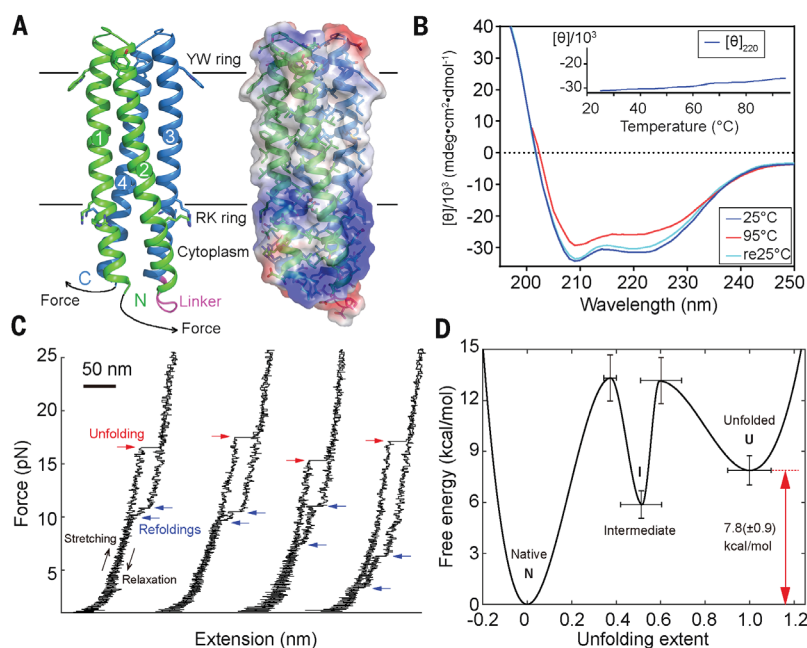 A
YW ring
1
3
2
4
RK ring
Cytoplasm
C
N
Linker
Force
Force
B
[θ]/10³ (mdeg•cm²•dmol⁻¹)
40
30
20
10
0
-10
-20
-30
200
210
220
230
240
250
Wavelength (nm)
[θ]/10³
[θ]₂₂₀
-20
-30
20
40
60
80
Temperature (°C)
25°C
95°C
re25°C
C
50 nm
Force (pN)
25
20
15
10
5
Unfolding
Refoldings
Stretching
Relaxation
Extension (nm)
D
Free energy (kcal/mol)
15
12
9
6
3
0
Native
N
I
Intermediate
Unfolded
U
7.8(±0.9)
kcal/mol
-0.2
0
0.2
0.4
0.6
0.8
1.0
1.2
Unfolding extent